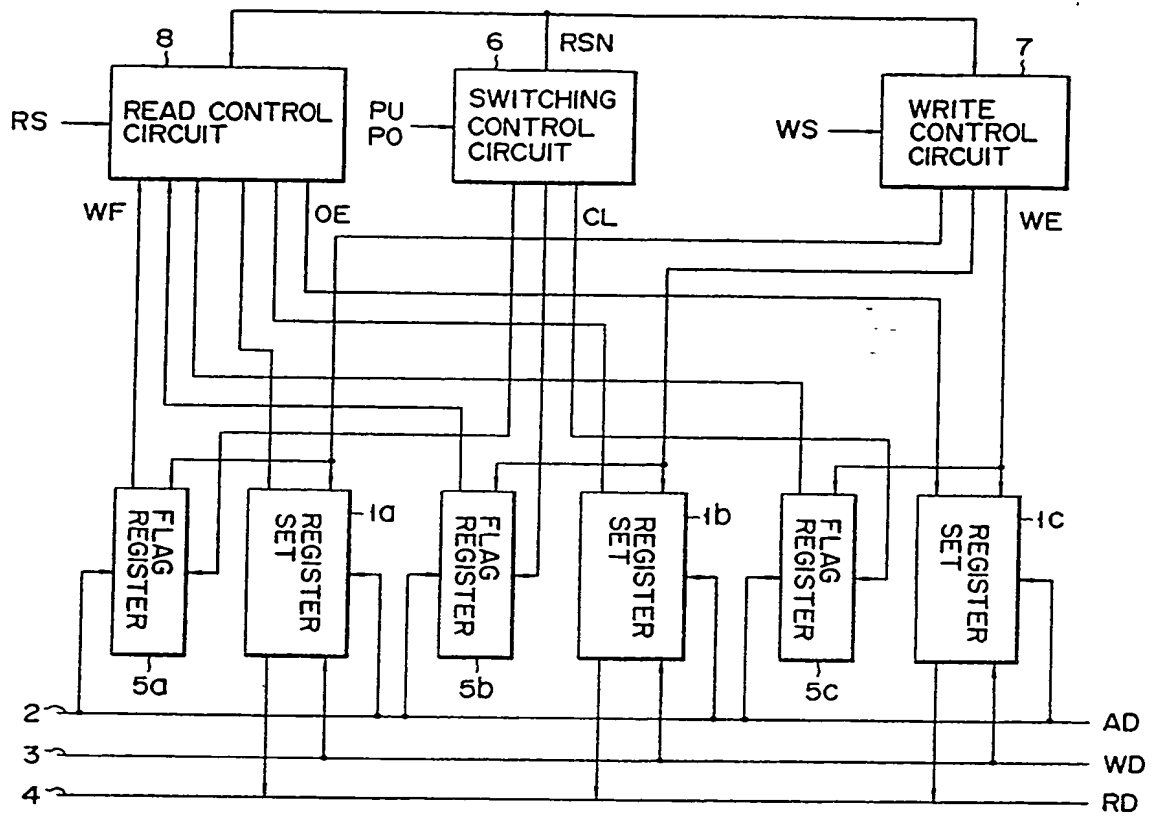 8
6
RSN
7
RS
READ CONTROL
CIRCUIT
PU
PO
SWITCHING
CONTROL
CIRCUIT
WS
WRITE
CONTROL
CIRCUIT
WF
OE
CL
WE
FLAG
REGISTER
REGISTER
SET
1a
FLAG
REGISTER
REGISTER
SET
1b
FLAG
REGISTER
REGISTER
SET
1c
5a
5b
5c
2
AD
3
WD
4
RD